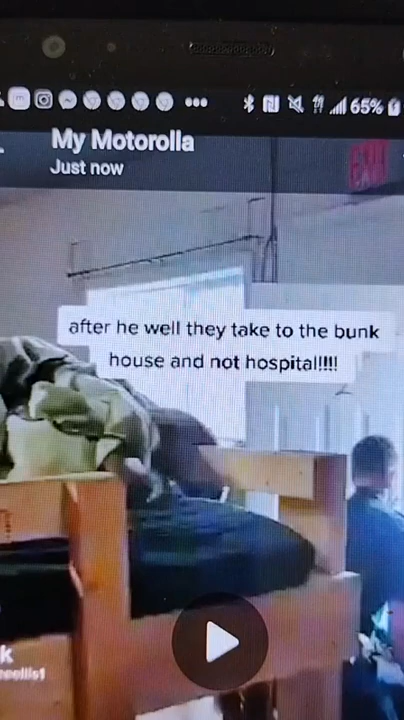 65%
My Motorolla
Just now
EXIT
after he well they take to the bunk
house and not hospital!!!!
k